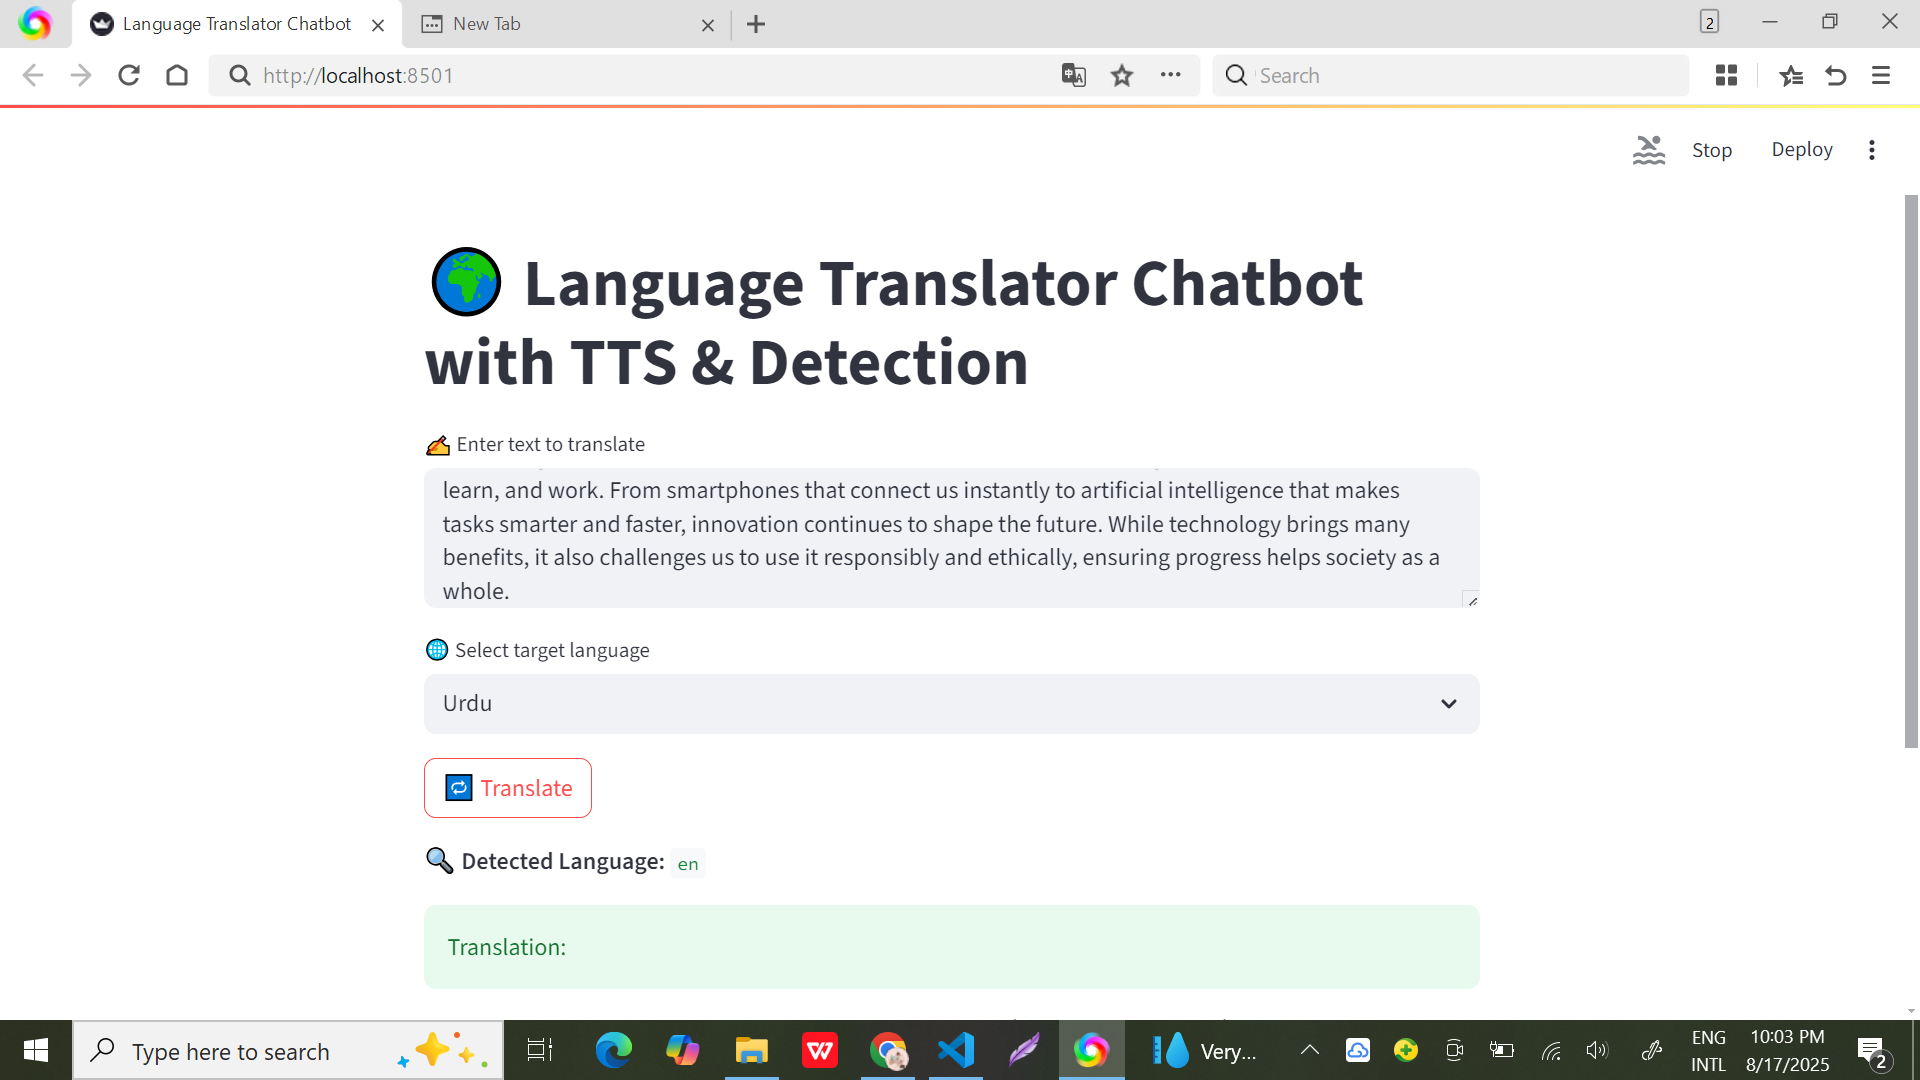 Language Translator Chatbot
New Tab
2
http://localhost:8501
Search
Stop
Deploy
Language Translator Chatbot
with TTS & Detection
Enter text to translate
learn, and work. From smartphones that connect us instantly to artificial intelligence that makes
tasks smarter and faster, innovation continues to shape the future. While technology brings many
benefits, it also challenges us to use it responsibly and ethically, ensuring progress helps society as a
whole.
Select target language
Urdu
Translate
Detected Language: en
Translation:
Type here to search
Very...
ENG
INTL
10:03 PM
8/17/2025
2